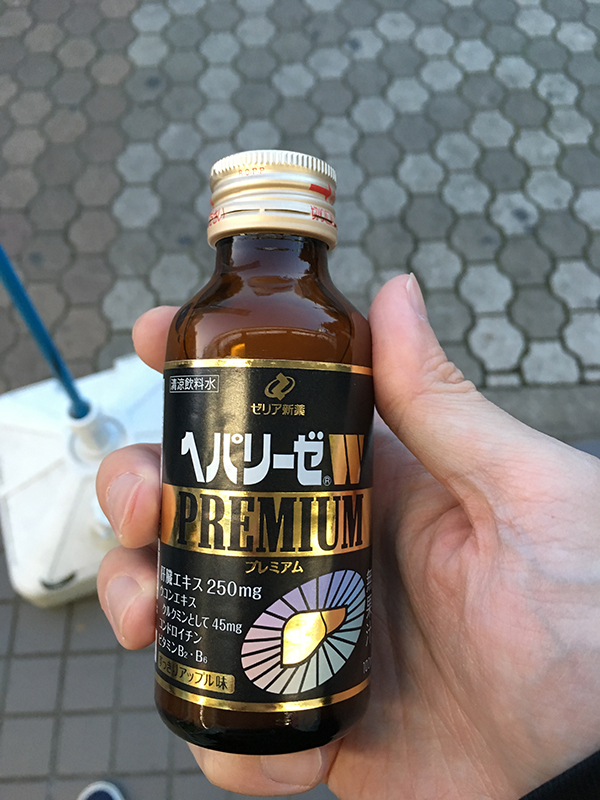 清涼飲料水
ゼリア新薬
ヘパリーゼ®W
PREMIUM
プレミアム
肝臓エキス 250mg
ウコンエキス
クルクミンとして 45mg
コンドロイチン
ビタミンB₂・B₆
アップル味